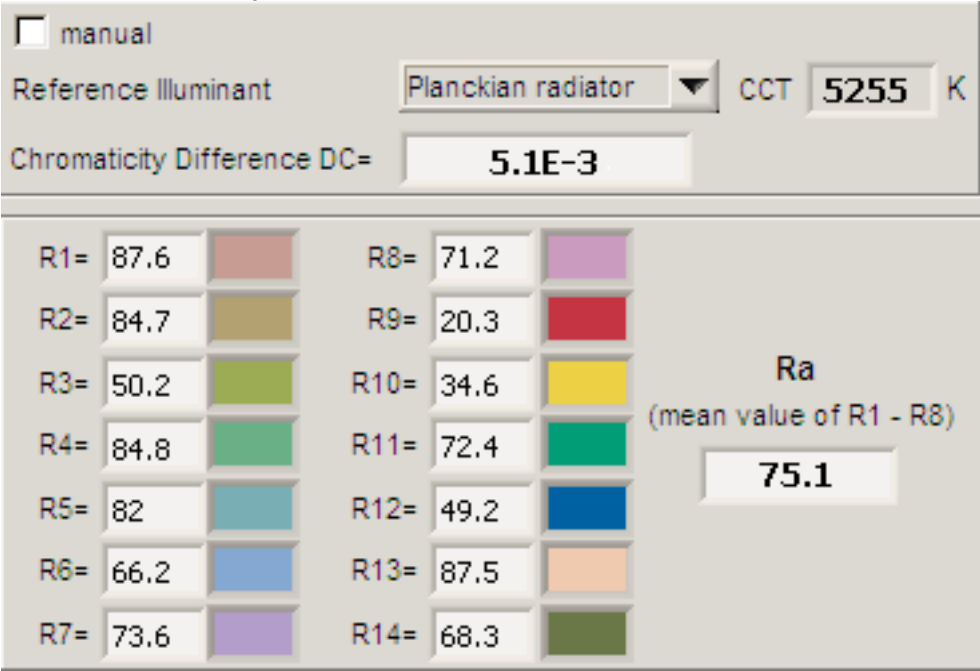 manual
Reference Illuminant Planckian radiator CCT 5255 K
Chromaticity Difference DC= 5.1E-3
R1= 87.6 R8= 71.2
R2= 84.7 R9= 20.3
R3= 50.2 R10= 34.6
Ra
(mean value of R1 - R8)
R4= 84.8 R11= 72.4
75.1
R5= 82 R12= 49.2
R6= 66.2 R13= 87.5
R7= 73.6 R14= 68.3